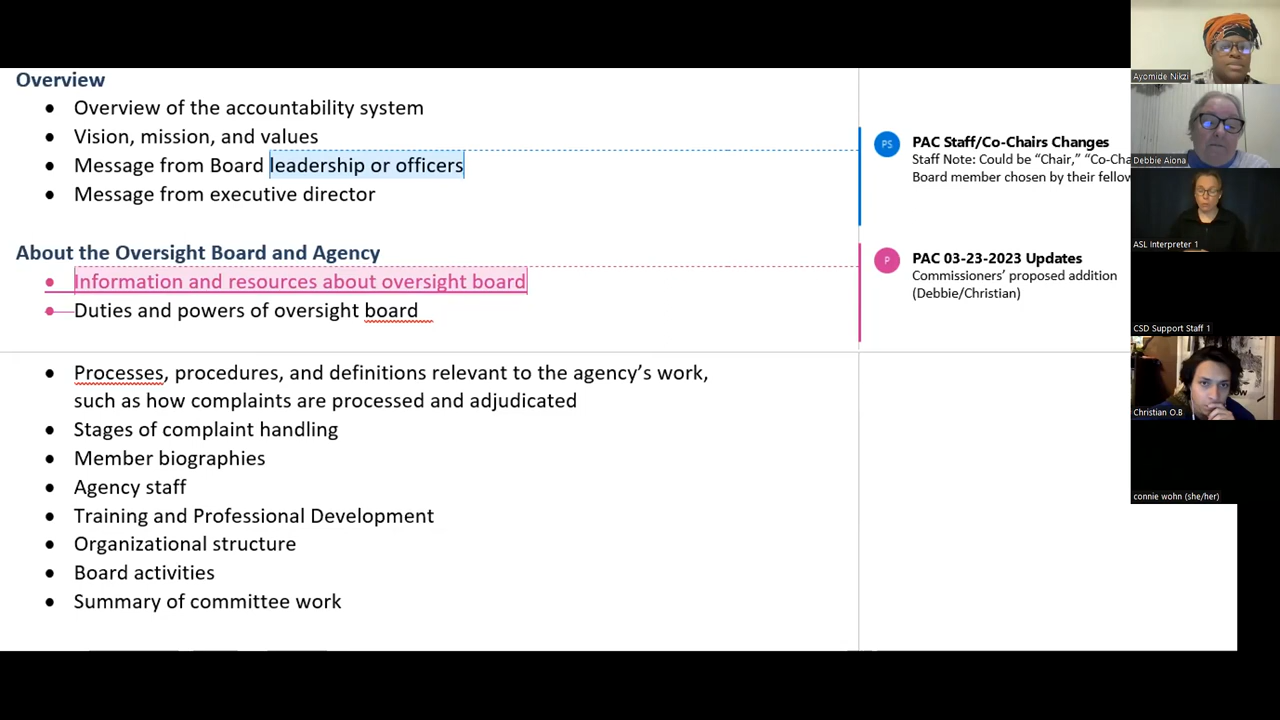 Overview
• Overview of the accountability system
• Vision, mission, and values
• Message from Board leadership or officers
• Message from executive director
About the Oversight Board and Agency
• Information and resources about oversight board
• Duties and powers of oversight board
• Processes, procedures, and definitions relevant to the agency's work,
such as how complaints are processed and adjudicated
• Stages of complaint handling
• Member biographies
• Agency staff
• Training and Professional Development
• Organizational structure
• Board activities
• Summary of committee work
PS
PAC Staff/Co-Chairs Changes
Staff Note: Could be “Chair,” “Co-Cha
Board member chosen by their fellow
P
PAC 03-23-2023 Updates
Commissioners’ proposed addition
(Debbie/Christian)
Ayomide Nikzi
Debbie Aiona
ASL Interpreter 1
CSD Support Staff 1
Christian O.B
connie wohn (she/her)